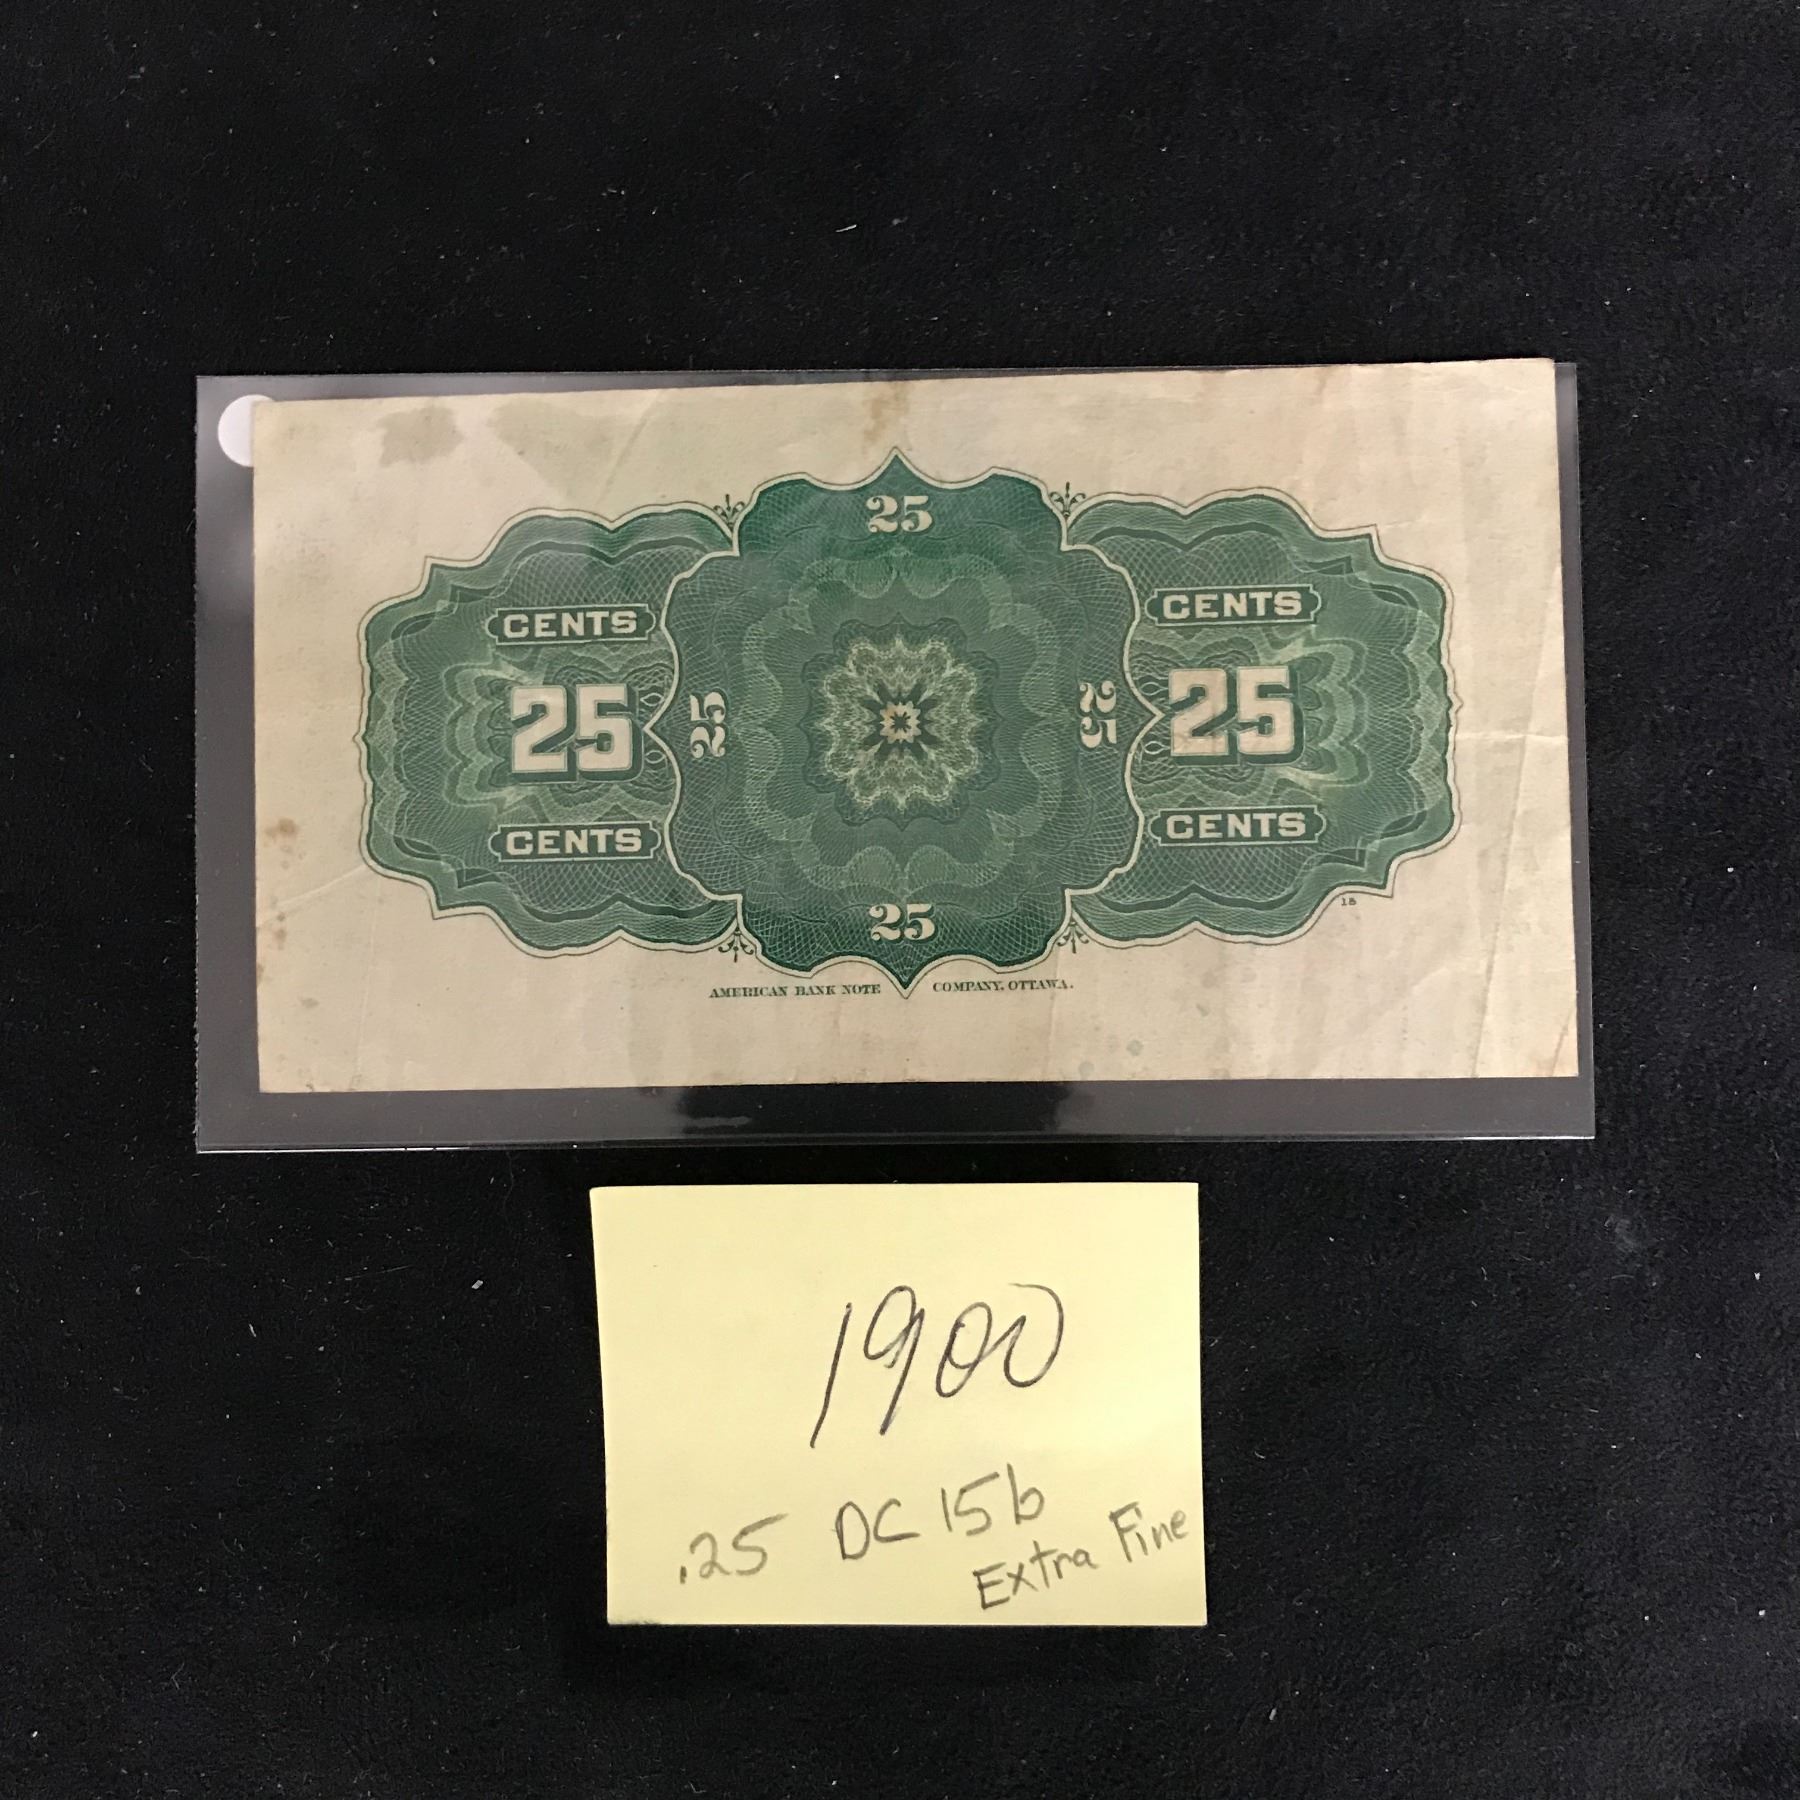 25
CENTS
CENTS
25
25
25
25
CENTS
CENTS
25
18
AMERICAN BANK NOTE COMPANY, OTTAWA.
1900
.25 DC 15b
Extra Fine